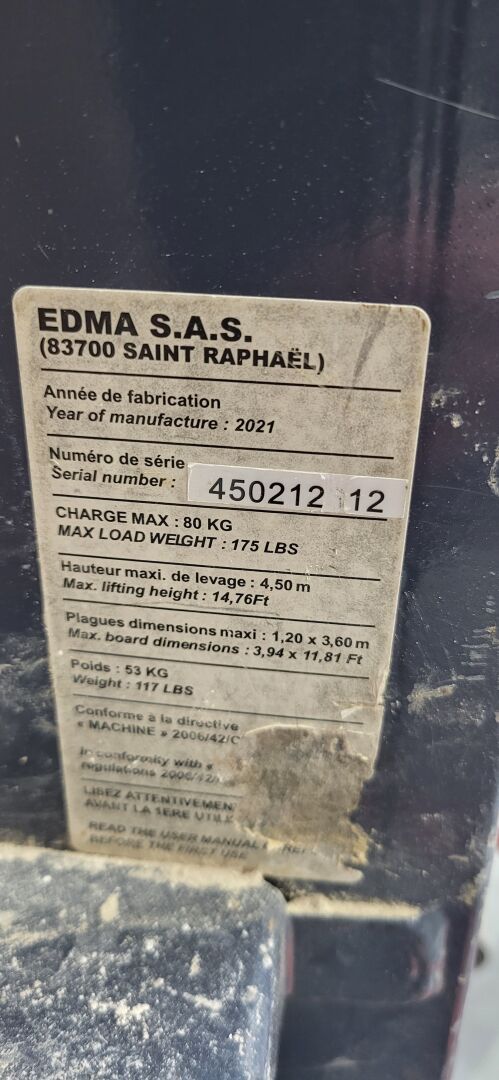 EDMA S.A.S.
(83700 SAINT RAPHAËL)
Année de fabrication
Year of manufacture : 2021
Numéro de série
Serial number :
450212 12
CHARGE MAX : 80 KG
MAX LOAD WEIGHT : 175 LBS
Hauteur maxi. de levage : 4,50 m
Max. lifting height : 14,76Ft
Plaques dimensions maxi : 1,20 x 3,60 m
Max. board dimensions : 3,94 x 11,81 Ft
Poids : 53 KG
Weight : 117 LBS
Conforme à la directive
« MACHINE » 2006/42/C
In conformity with «
regulations 2006/42/
LISEZ ATTENTIVEMEN
AVANT LA 1ERE UTILI
READ THE USER MANUAL
BEFORE THE FIRST USE